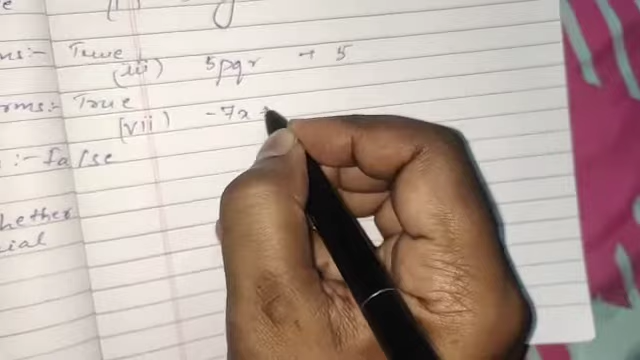 ms:- True
(iii) 5pqr → 5
rms: True
(vii) -7x
:- false
hether
ial